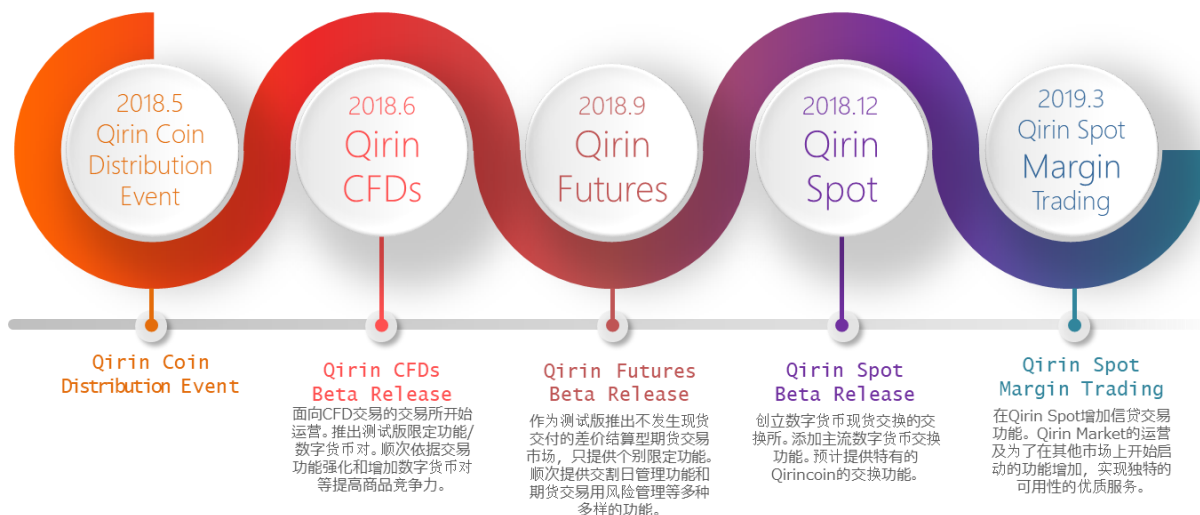 2018.5
Qirin Coin
Distribution
Event
2018.6
Qirin
CFDs
2018.9
Qirin
Futures
2018.12
Qirin
Spot
2019.3
Qirin Spot
Margin
Trading
Qirin Coin
Distribution Event
Qirin CFDs
Beta Release
面向CFD交易的交易所开始
运营。推出测试版限定功能/
数字货币对。顺次依据交易
功能强化和增加数字货币对
等提高商品竞争力。
Qirin Futures
Beta Release
作为测试版推出不发生现货
交付的差价结算型期货交易
市场，只提供个别限定功能。
顺次提供交割日管理功能和
期货交易用风险管理等多种
多样的功能。
Qirin Spot
Beta Release
创立数字货币现货交换的交
换所。添加主流数字货币交换
功能。预计提供特有的
Qirincoin的交换功能。
Qirin Spot
Margin Trading
在Qirin Spot增加信贷交易
功能。Qirin Market的运营
及为了在其他市场上开始启
动的功能增加，实现独特的
可用性的优质服务。